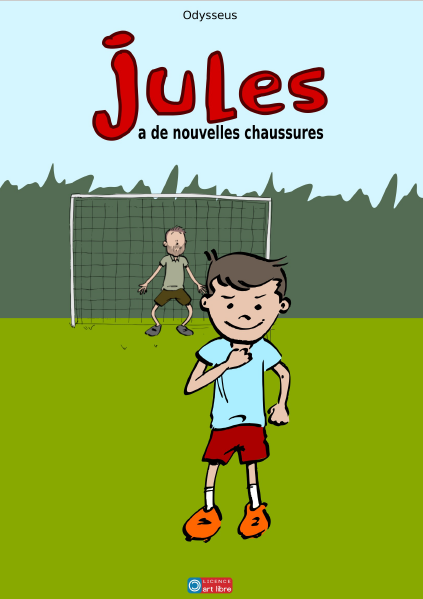 Odysseus
jules
a de nouvelles chaussures
LICENCE
art libre